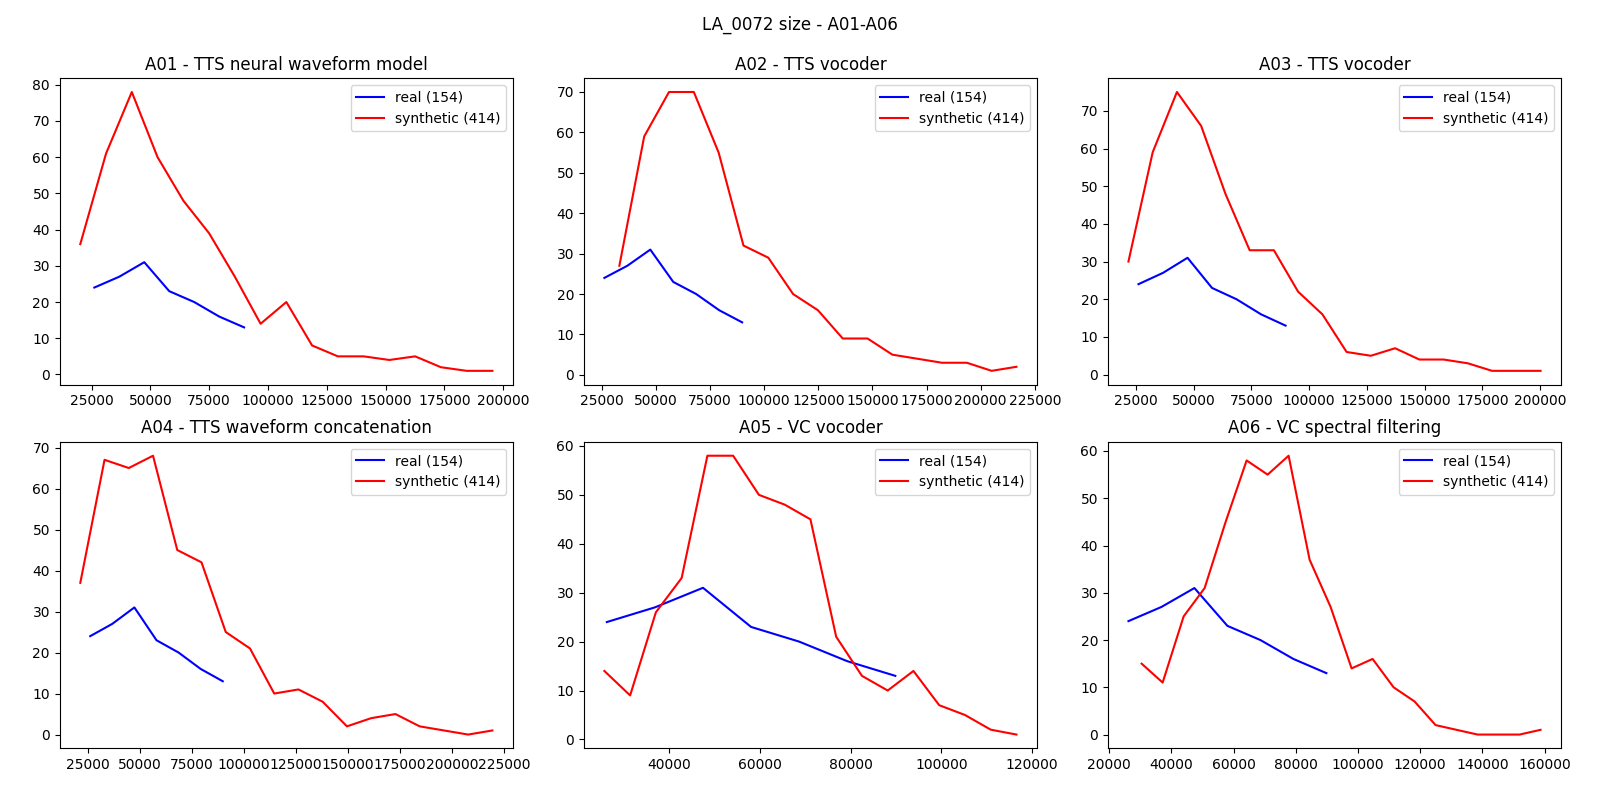 LA_0072 size - A01-A06
A01 - TTS neural waveform model
80
70
60
50
40
30
20
10
0
real (154)
synthetic (414)
25000 50000 75000 100000 125000 150000 175000 200000
A02 - TTS vocoder
70
60
50
40
30
20
10
0
real (154)
synthetic (414)
25000 50000 75000 100000 125000 150000 175000 200000 225000
A03 - TTS vocoder
70
60
50
40
30
20
10
0
real (154)
synthetic (414)
25000 50000 75000 100000 125000 150000 175000 200000
A04 - TTS waveform concatenation
70
60
50
40
30
20
10
0
real (154)
synthetic (414)
25000 50000 75000 100000 125000 150000 175000 200000 225000
A05 - VC vocoder
60
50
40
30
20
10
0
real (154)
synthetic (414)
40000 60000 80000 100000 120000
A06 - VC spectral filtering
60
50
40
30
20
10
0
real (154)
synthetic (414)
20000 40000 60000 80000 100000 120000 140000 160000